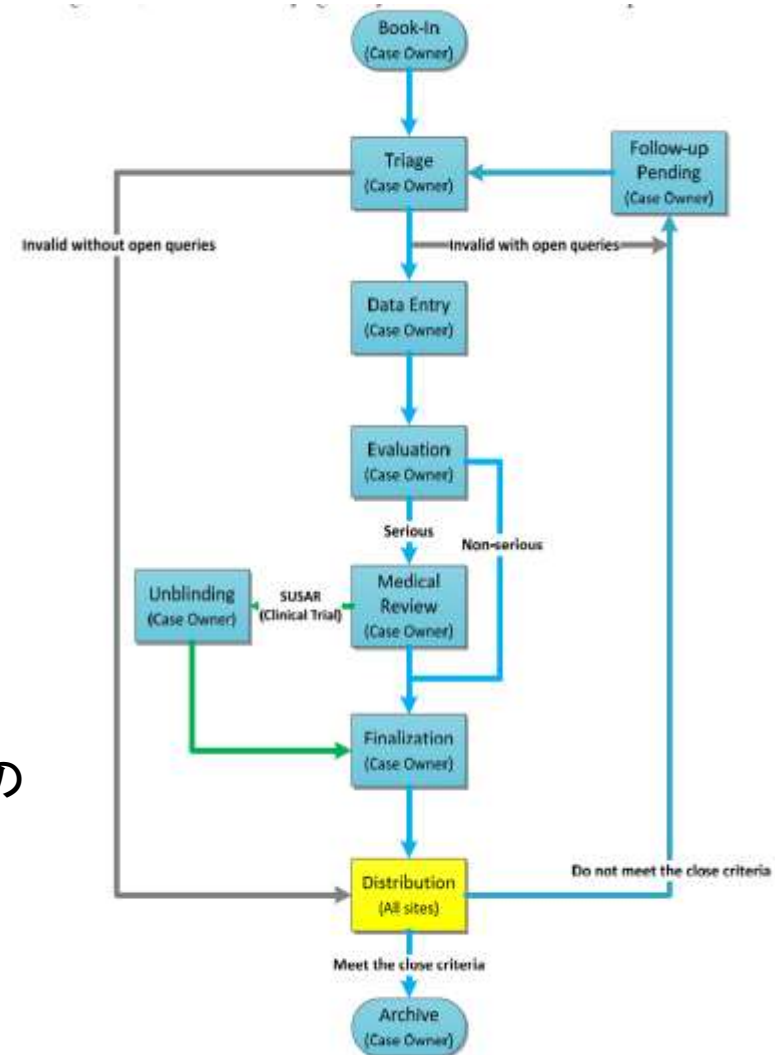 Book-In
(Case Owner)
Triage
(Case Owner)
Follow-up
Pending
(Case Owner)
Invalid without open queries
Invalid with open queries
Data Entry
(Case Owner)
Evaluation
(Case Owner)
Serious
Non-serious
Unblinding
(Case Owner)
SUSAR
(Clinical Trial)
Medical
Review
(Case Owner)
Finalization
(Case Owner)
の
Distribution
(All sites)
Do not meet the close criteria
Meet the close criteria
Archive
(Case Owner)